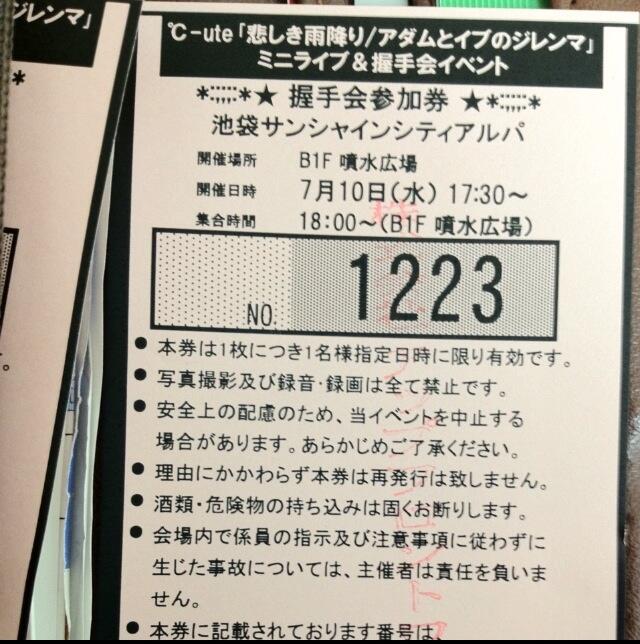 ジレンマ」
*
。
℃-ute「悲しき雨降り/アダムとイブのジレンマ」
ミニライブ&握手会イベント
*::::*★ 握手会参加券 ★*::::*
池袋サンシャインシティアルパ
開催場所 B1F 噴水広場
開催日時 7月10日(水) 17:30~
集合時間 18:00~(B1F 噴水広場)
NO. 1223
● 本券は1枚につき1名様指定日時に限り有効です。
● 写真撮影及び録音・録画は全て禁止です。
● 安全上の配慮のため、当イベントを中止する
場合があります。あらかじめご了承ください。
● 理由にかかわらず本券は再発行は致しません。
● 酒類・危険物の持ち込みは固くお断りします。
● 会場内で係員の指示及び注意事項に従わずに
生じた事故については、主催者は責任を負いま
せん。
● 本券に記載されております番号は、